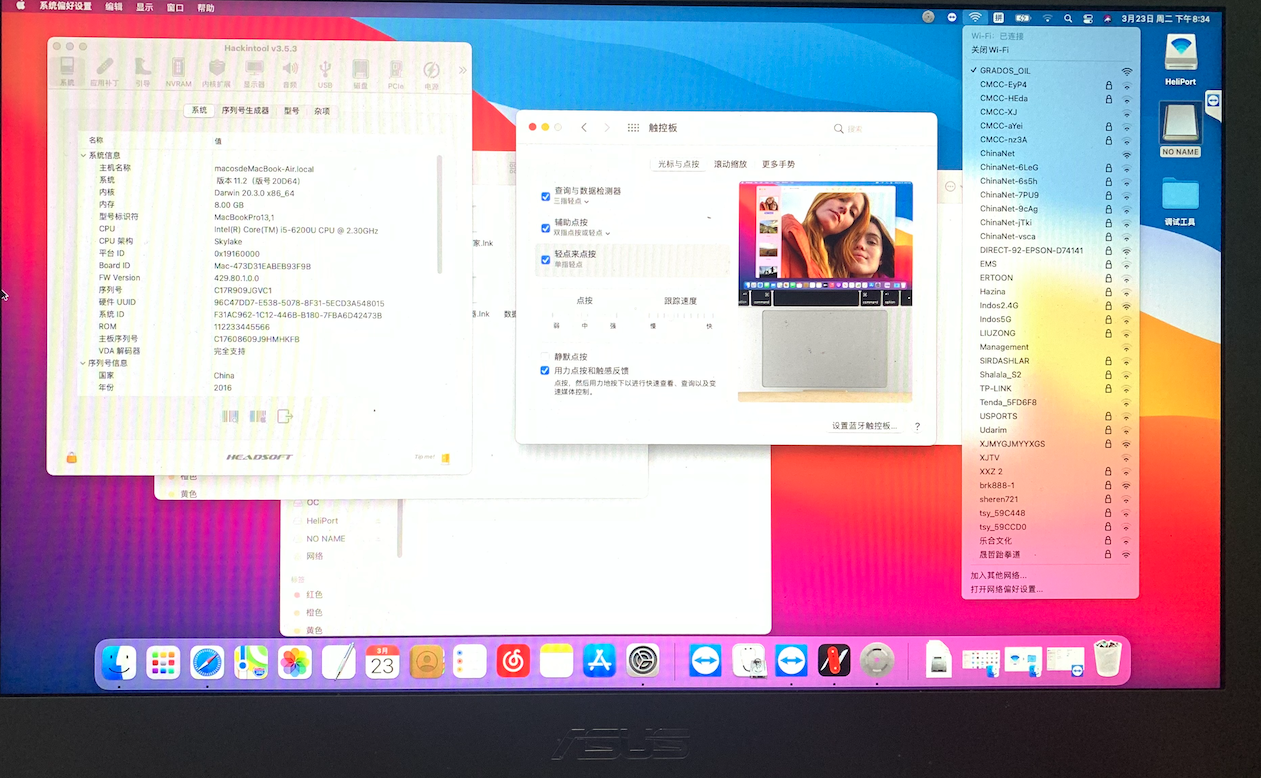 系统偏好设置 编辑 显示 窗口 帮助
拼
3月23日 周二 下午8:34
Hackintool v3.5.3
系统 应用补丁 引导 NVRAM 内核扩展 显示器 音频 USB 磁盘 PCIe 电源
系统 序列号生成器 型号 杂项
名称 值
系统信息
主机名称 macosdeMacBook-Air.local
系统 版本 11.2（版号 20D64）
内核 Darwin 20.3.0 x86_64
内存 8.00 GB
型号标识符 MacBookPro13,1
CPU Intel(R) Core(TM) i5-6200U CPU @ 2.30GHz
CPU 架构 Skylake
平台 ID 0x19160000
Board ID Mac-473D31EABEB93F9B
FW Version 429.80.1.0.0
序列号 C17R909JGVC1
硬件 UUID 96C47DD7-E53B-5078-8F31-5ECD3A548015
系统 ID F31AC962-1C12-446B-B180-7FBA6D42473B
ROM 112233445566
主板序列号 C17608609J9HMHKFB
VDA 解码器 完全支持
序列号信息
国家 China
年份 2016
HEADSOFT
Tip me!
触控板
搜索
光标与点按 滚动缩放 更多手势
查询与数据检测器
三指轻点
辅助点按
双指点按或轻点
轻点来点按
单指轻点
点按 跟踪速度
弱 中 强 慢 快
静默点按
用力点按和触感反馈
点按，然后用力地按下以进行快速查看、查询以及变
速媒体控制。
option command command option
设置蓝牙触控板... ?
家.lnk
器.lnk 数据
橙色
黄色
OC
HeliPort
NO NAME
网络
标签
红色
橙色
黄色
Wi-Fi：已连接
关闭 Wi-Fi
GRADOS_OIL
CMCC-EyP4
CMCC-HEda
CMCC-XJ
CMCC-aYei
CMCC-nz3A
ChinaNet
ChinaNet-6LeG
ChinaNet-6s5h
ChinaNet-7PU9
ChinaNet-9cAg
ChinaNet-jTki
ChinaNet-vsca
DIRECT-92-EPSON-D74141
EMS
ERTOON
Hazina
Indos2.4G
Indos5G
LIUZONG
Management
SIRDASHLAR
Shalala_S2
TP-LINK
Tenda_5FD6F8
USPORTS
Udarim
XJMYGJMYYXGS
XJTV
XXZ 2
brk888-1
sheren721
tsy_59C448
tsy_59CCD0
乐合文化
晟哲跆拳道
加入其他网络...
打开网络偏好设置...
HeliPort
NO NAME
调试工具
3月
23
ASUS